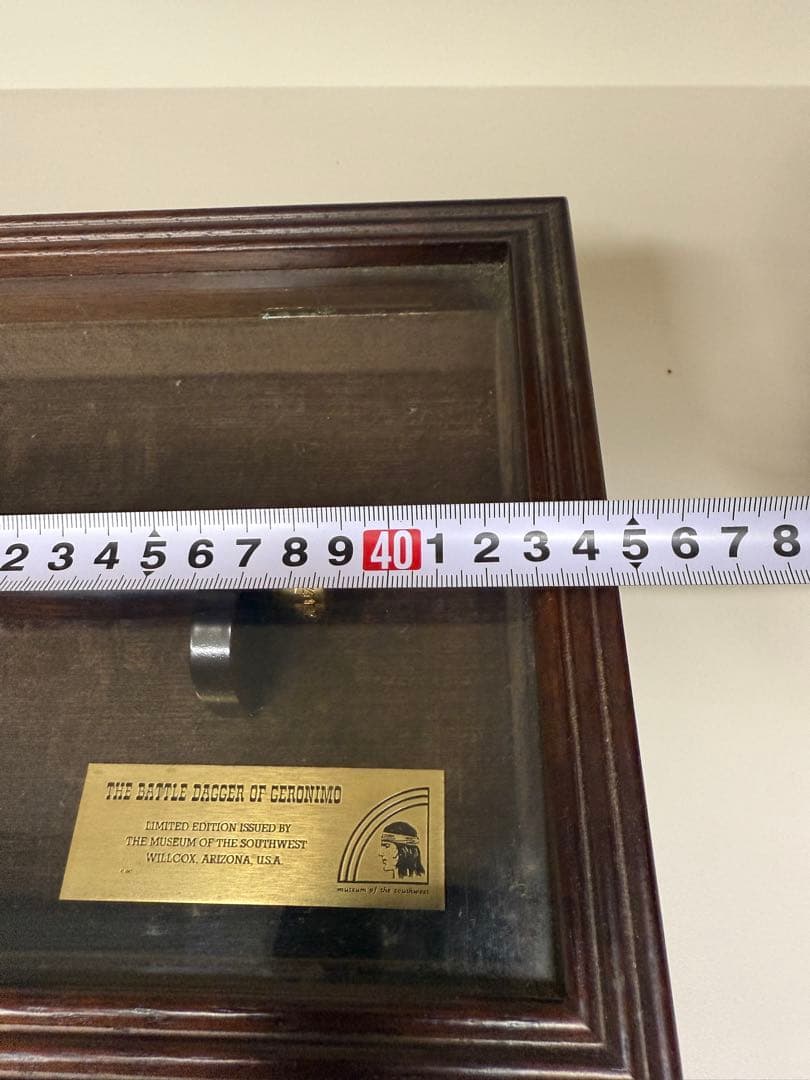 2 3 4 5 6 7 8 9 40 1 2 3 4 5 6 7 8
THE BATTLE DAGGER OF GERONIMO
LIMITED EDITION ISSUED BY
THE MUSEUM OF THE SOUTHWEST
WILLCOX, ARIZONA, U.S.A.
museum of the southwest